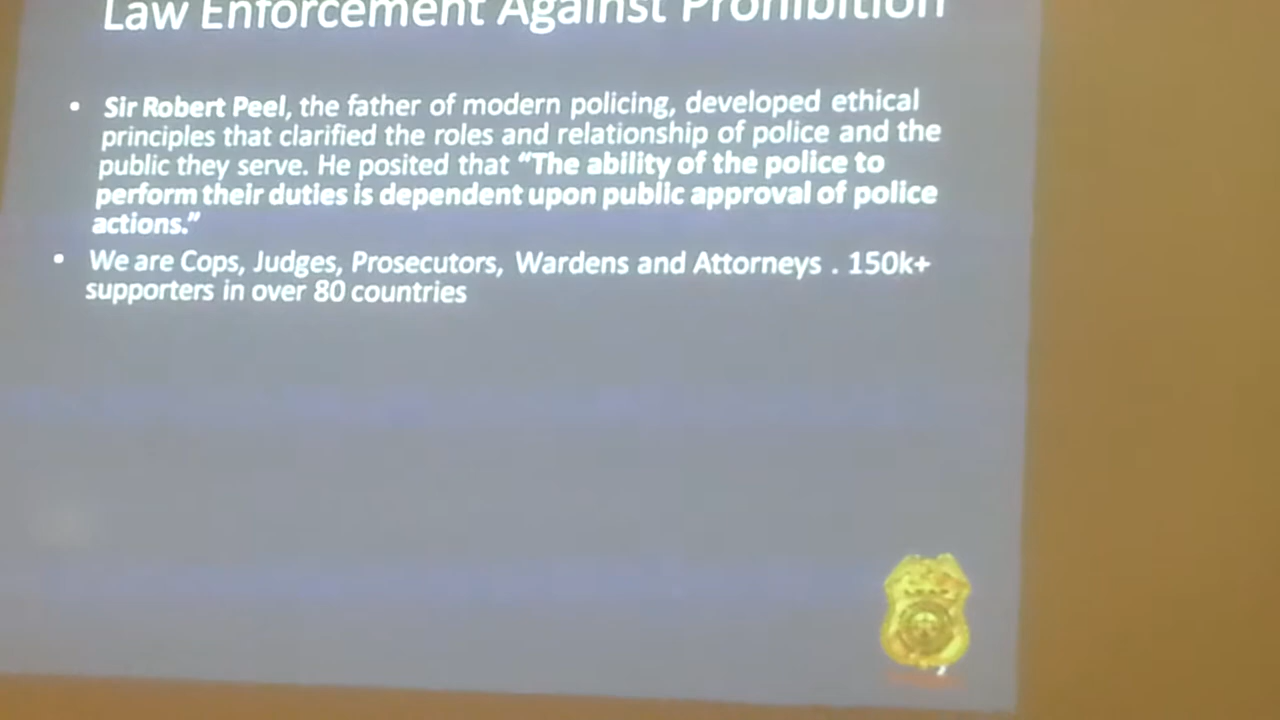 Law Enforcement Against Prohibition
• Sir Robert Peel, the father of modern policing, developed ethical
principles that clarified the roles and relationship of police and the
public they serve. He posited that “The ability of the police to
perform their duties is dependent upon public approval of police
actions.”
• We are Cops, Judges, Prosecutors, Wardens and Attorneys . 150k+
supporters in over 80 countries